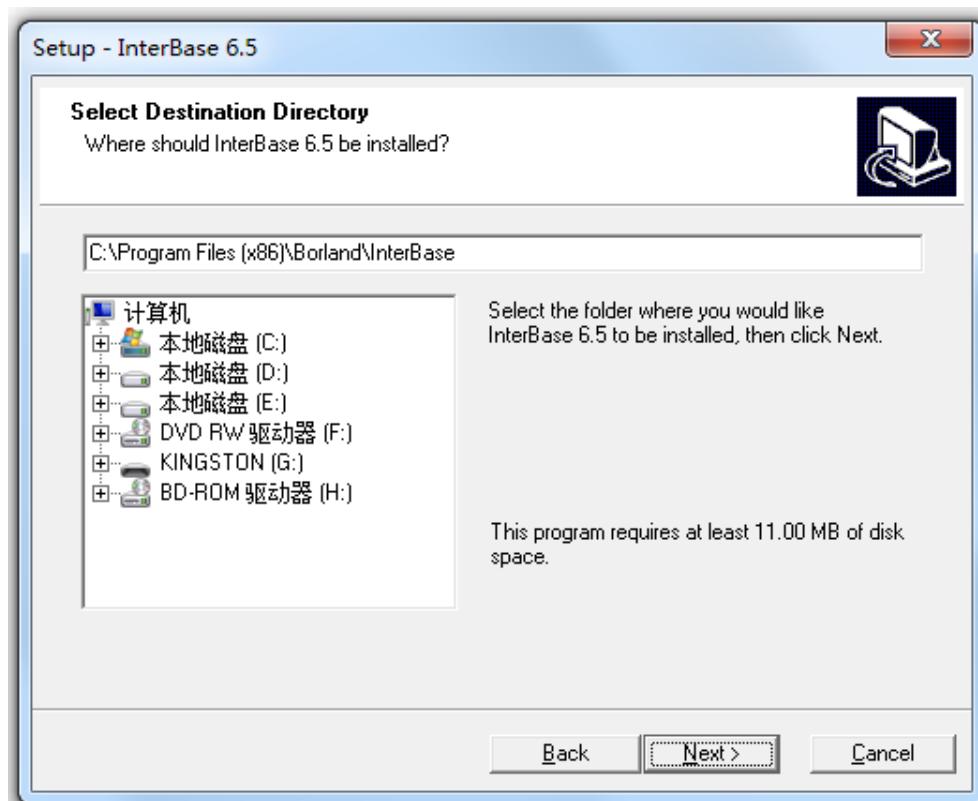 Setup - InterBase 6.5
Select Destination Directory
Where should InterBase 6.5 be installed?
C:\Program Files (x86)\Borland\InterBase
计算机
本地磁盘 (C:)
本地磁盘 (D:)
本地磁盘 (E:)
DVD RW 驱动器 (F:)
KINGSTON (G:)
BD-ROM 驱动器 (H:)
Select the folder where you would like
InterBase 6.5 to be installed, then click Next.
This program requires at least 11.00 MB of disk
space.
Back
Next >
Cancel